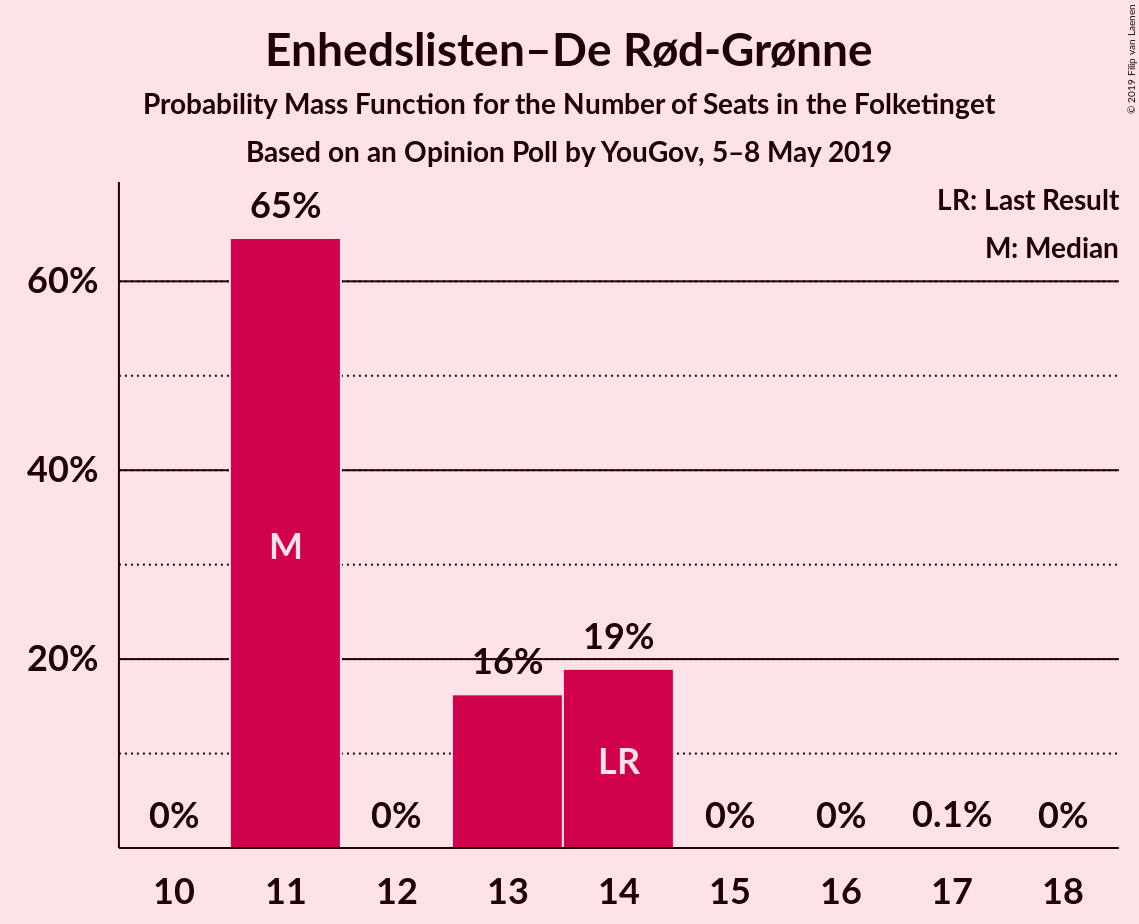 Enhedslisten–De Rød-Grønne
Probability Mass Function for the Number of Seats in the Folketinget
Based on an Opinion Poll by YouGov, 5–8 May 2019
© 2019 Filip van Laenen
LR: Last Result
M: Median
65%
60%
40%
M
19%
20%
16%
LR
0%
0%
0%
0%
0.1%
0%
10 11 12 13 14 15 16 17 18